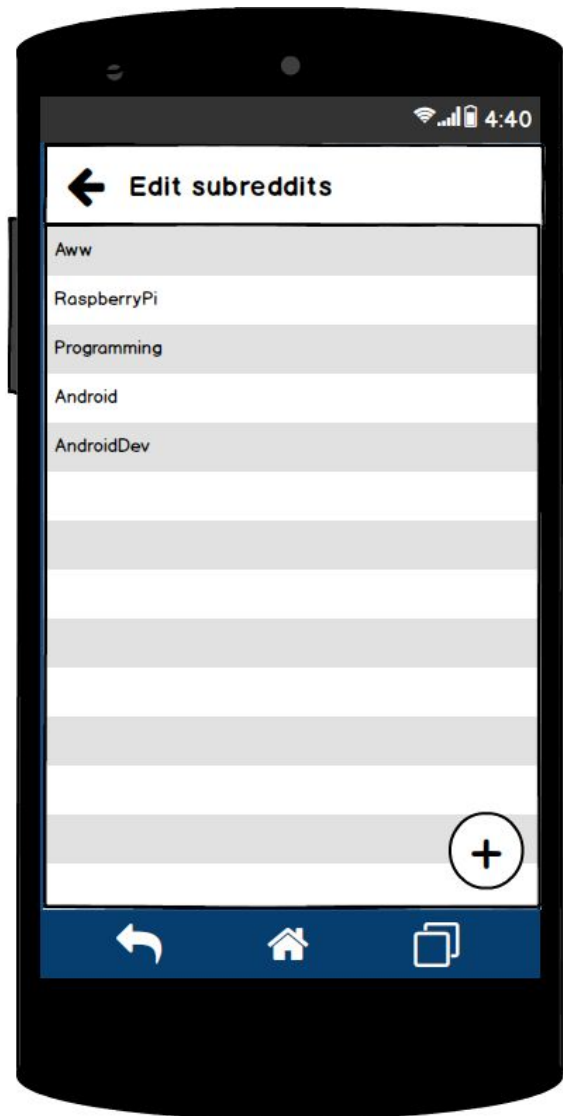 4:40
Edit subreddits
Aww
RaspberryPi
Programming
Android
AndroidDev
+